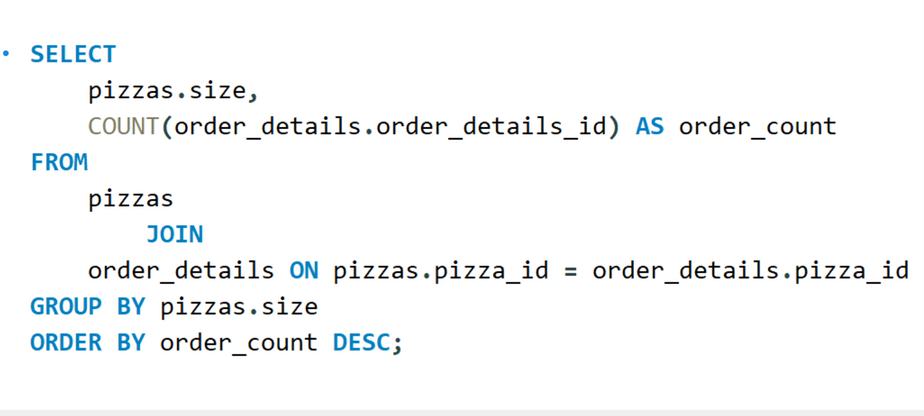 SELECT
pizzas.size,
COUNT(order_details.order_details_id) AS order_count
FROM
pizzas
JOIN
order_details ON pizzas.pizza_id = order_details.pizza_id
GROUP BY pizzas.size
ORDER BY order_count DESC;